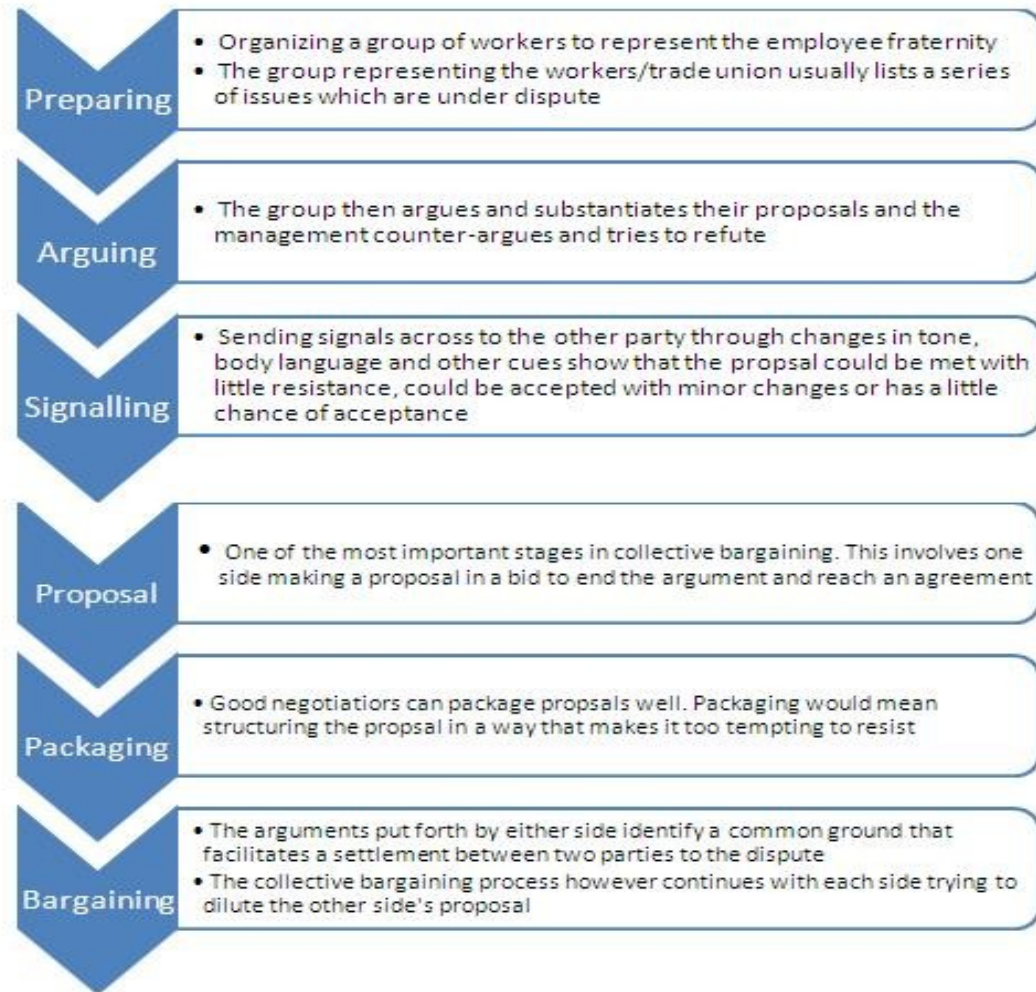 Preparing
• Organizing a group of workers to represent the employee fraternity
• The group representing the workers/trade union usually lists a series
of issues which are under dispute
Arguing
• The group then argues and substantiates their proposals and the
management counter-argues and tries to refute
Signalling
• Sending signals across to the other party through changes in tone,
body language and other cues show that the propsal could be met with
little resistance, could be accepted with minor changes or has a little
chance of acceptance
Proposal
• One of the most important stages in collective bargaining. This involves one
side making a proposal in a bid to end the argument and reach an agreement
Packaging
• Good negotiatiors can package propsals well. Packaging would mean
structuring the propsal in a way that makes it too tempting to resist
Bargaining
• The arguments put forth by either side identify a common ground that
facilitates a settlement between two parties to the dispute
• The collective bargaining process however continues with each side trying to
dilute the other side's proposal